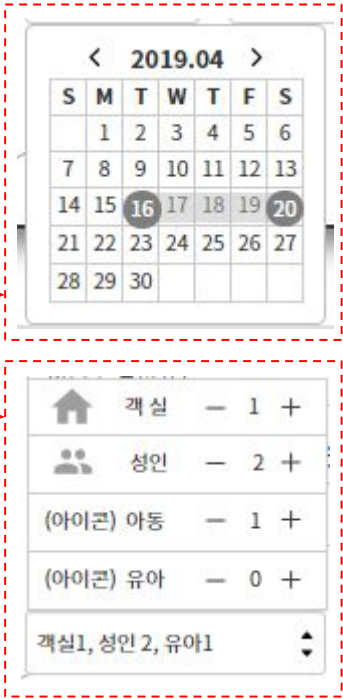 < 2019.04 >
S M T W T F S
1 2 3 4 5 6
7 8 9 10 11 12 13
14 15 16 17 18 19 20
21 22 23 24 25 26 27
28 29 30
객실 — 1 +
성인 — 2 +
(아이콘) 아동 — 1 +
(아이콘) 유아 — 0 +
객실1, 성인 2, 유아1